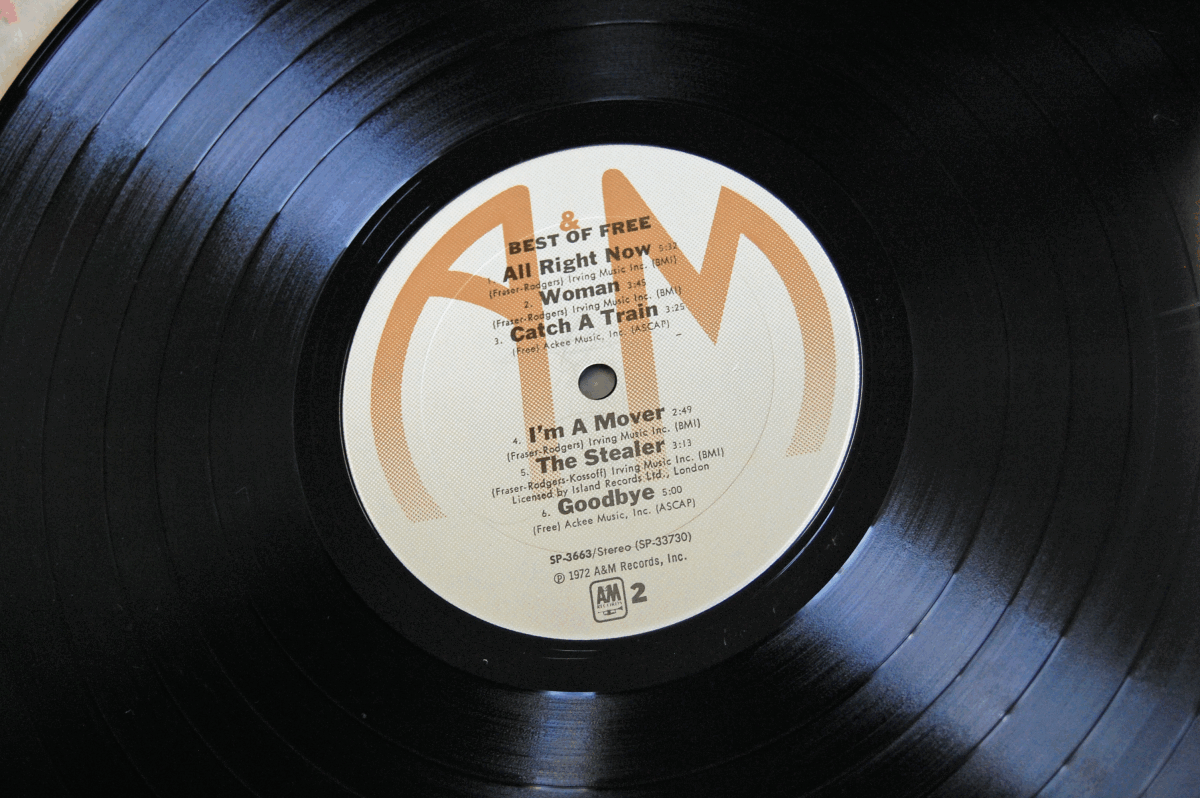 A & M
BEST OF FREE
1. All Right Now 5:32
(Fraser-Rodgers) Irving Music Inc. (BMI)
2. Woman 3:45
(Fraser-Rodgers) Irving Music Inc. (BMI)
3. Catch A Train 3:25
(Free) Ackee Music, Inc. (ASCAP)
4. I'm A Mover 2:49
(Fraser-Rodgers) Irving Music Inc. (BMI)
5. The Stealer 3:13
(Fraser-Rodgers-Kossoff) Irving Music Inc. (BMI)
Licensed by Island Records Ltd., London
6. Goodbye 5:00
(Free) Ackee Music, Inc. (ASCAP)
SP-3663/Stereo (SP-33730)
℗ 1972 A&M Records, Inc.
A&M 2
RECORDS